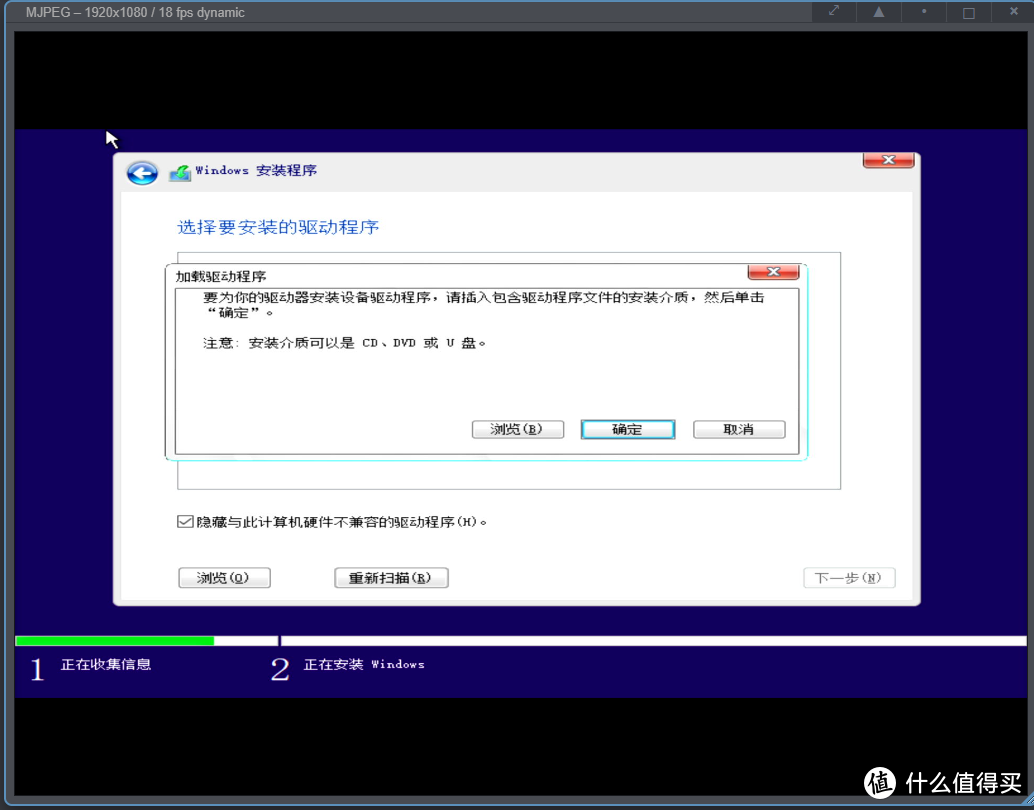 MJPEG – 1920x1080 / 18 fps dynamic
Windows 安装程序
选择要安装的驱动程序
加载驱动程序
要为你的驱动器安装设备驱动程序，请插入包含驱动程序文件的安装介质，然后单击
“确定”。
注意: 安装介质可以是 CD、DVD 或 U 盘。
浏览(B)
确定
取消
隐藏与此计算机硬件不兼容的驱动程序(H)。
浏览(O)
重新扫描(R)
下一步(N)
1 正在收集信息
2 正在安装 Windows
值 什么值得买